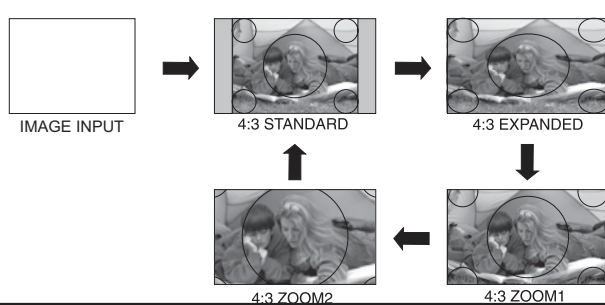 IMAGE INPUT
4:3 STANDARD
4:3 EXPANDED
4:3 ZOOM2
4:3 ZOOM1